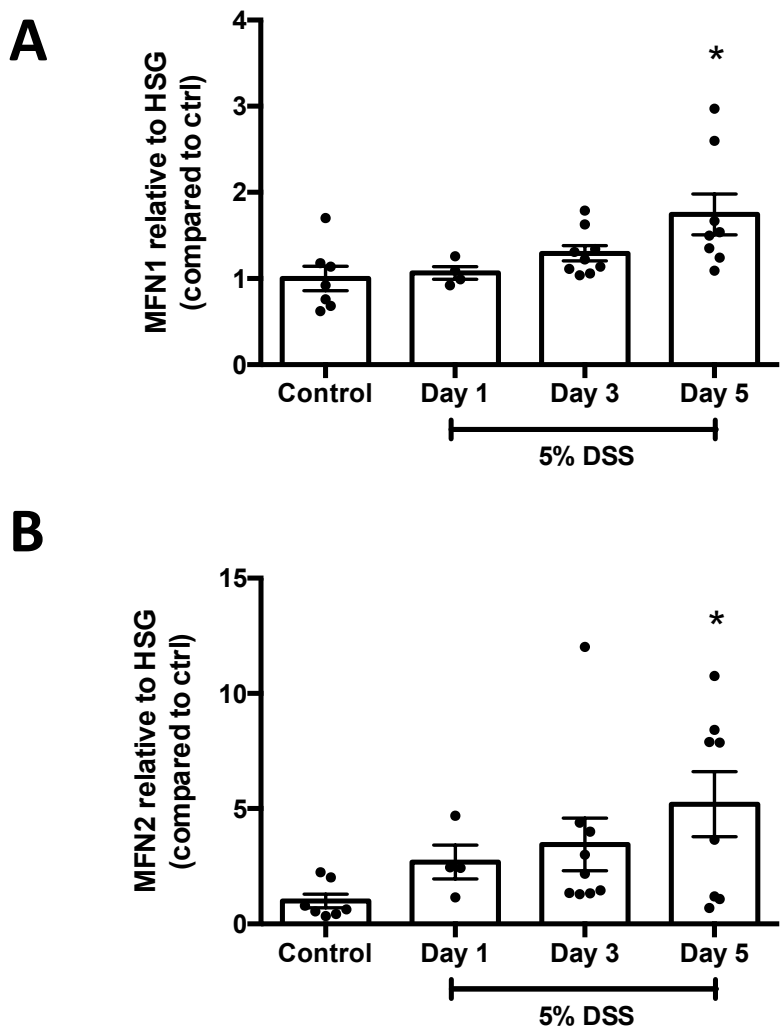 A
MFN1 relative to HSG
(compared to ctrl)
4
3
2
1
0
*
Control Day 1 Day 3 Day 5
5% DSS
B
MFN2 relative to HSG
(compared to ctrl)
15
10
5
0
*
Control Day 1 Day 3 Day 5
5% DSS